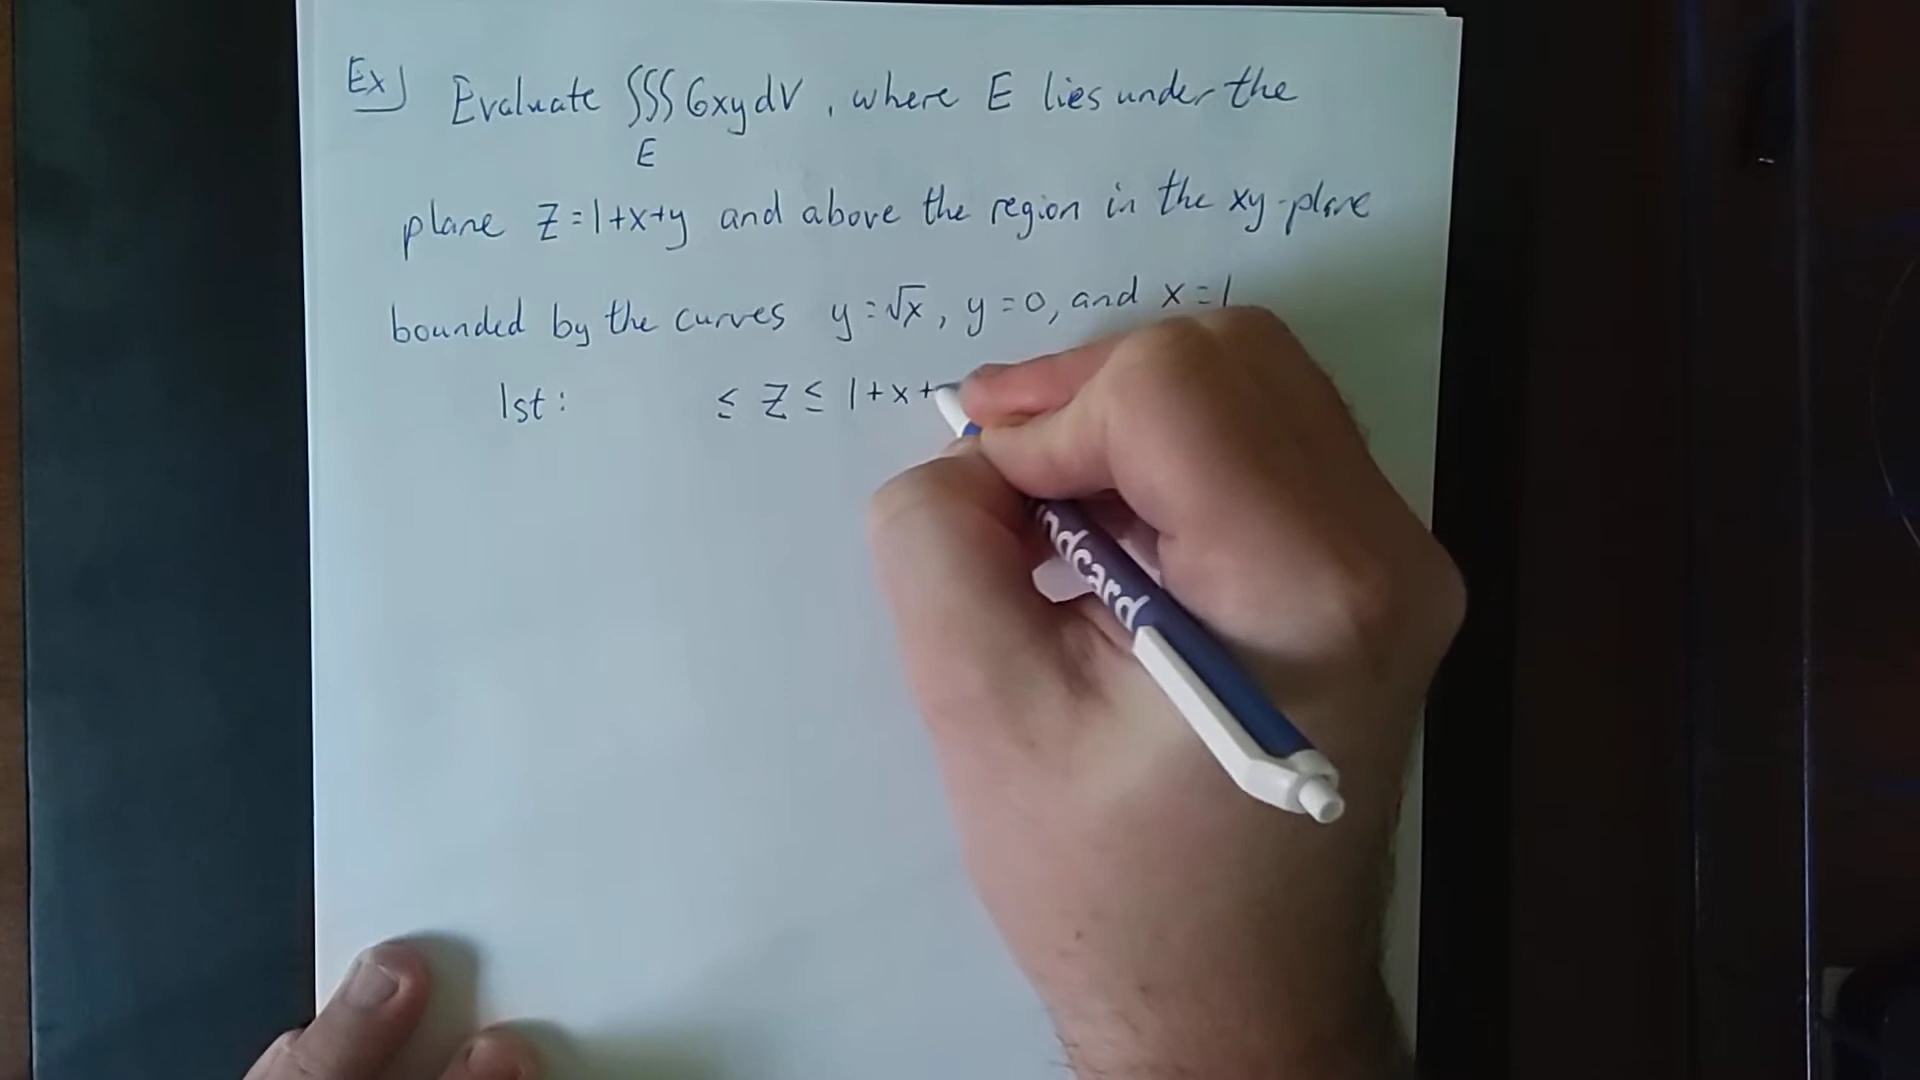 Ex) Evaluate ∭ 6xy dV, where E lies under the
E
plane z=1+x+y and above the region in the xy-plane
bounded by the curves y=√x, y=0, and x=1
1st: ≤ z ≤ 1+x+